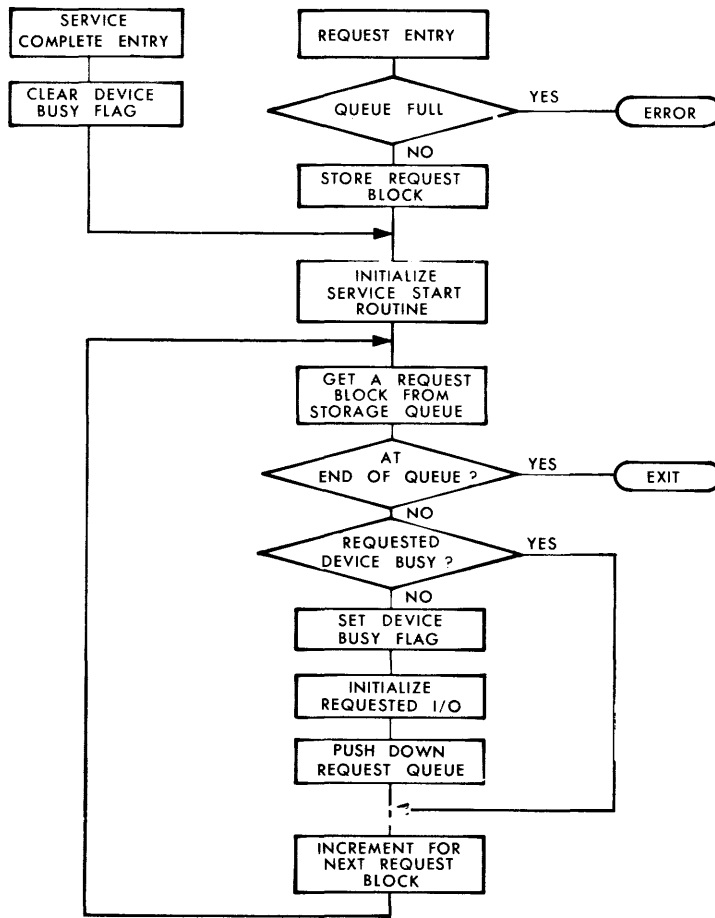 SERVICE
COMPLETE ENTRY
CLEAR DEVICE
BUSY FLAG
REQUEST ENTRY
QUEUE FULL
YES
ERROR
NO
STORE REQUEST
BLOCK
INITIALIZE
SERVICE START
ROUTINE
GET A REQUEST
BLOCK FROM
STORAGE QUEUE
AT
END OF QUEUE?
YES
EXIT
NO
REQUESTED
DEVICE BUSY?
YES
NO
SET DEVICE
BUSY FLAG
INITIALIZE
REQUESTED I/O
PUSH DOWN
REQUEST QUEUE
INCREMENT FOR
NEXT REQUEST
BLOCK